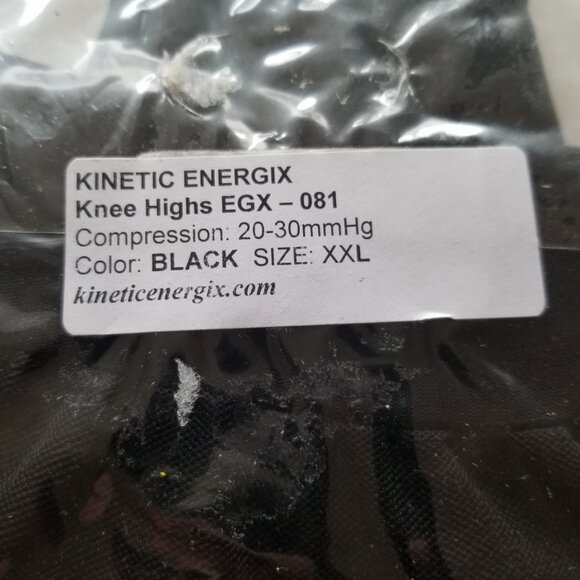 KINETIC ENERGIX
Knee Highs EGX – 081
Compression: 20-30mmHg
Color: BLACK SIZE: XXL
kineticenergix.com